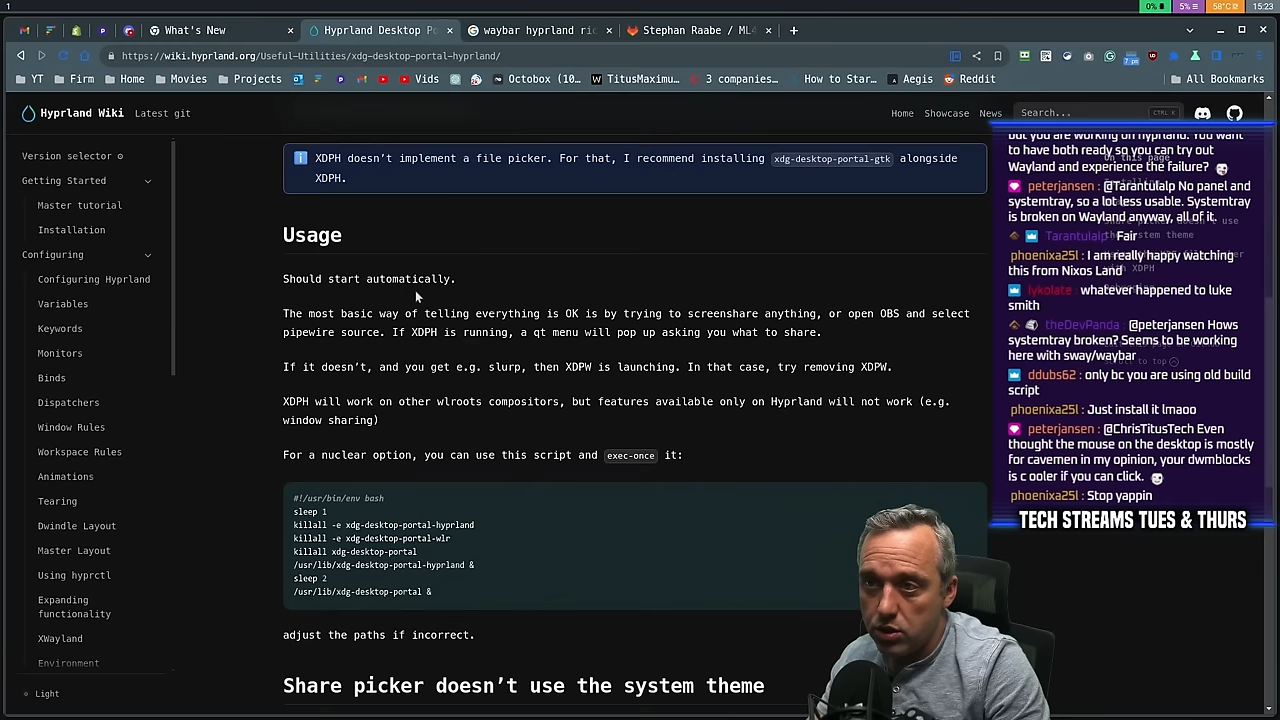 1
0%
5%
58°C
15:23
What's New
Hyprland Desktop Po
waybar hyprland ric
Stephan Raabe / ML4
https://wiki.hyprland.org/Useful-Utilities/xdg-desktop-portal-hyprland/
YT
Firm
Home
Movies
Projects
Vids
Octobox (10…
TitusMaximu…
3 companies…
How to Star…
Aegis
Reddit
All Bookmarks
Hyprland Wiki
Latest git
Home
Showcase
News
Search...
CTRL K
Version selector
Getting Started
Master tutorial
Installation
Configuring
Configuring Hyprland
Variables
Keywords
Monitors
Binds
Dispatchers
Window Rules
Workspace Rules
Animations
Tearing
Dwindle Layout
Master Layout
Using hyprctl
Expanding
functionality
XWayland
Environment
Light
XDPH doesn't implement a file picker. For that, I recommend installing xdg-desktop-portal-gtk alongside
XDPH.
Usage
Should start automatically.
The most basic way of telling everything is OK is by trying to screenshare anything, or open OBS and select
pipewire source. If XDPH is running, a qt menu will pop up asking you what to share.
If it doesn't, and you get e.g. slurp, then XDPW is launching. In that case, try removing XDPW.
XDPH will work on other wlroots compositors, but features available only on Hyprland will not work (e.g.
window sharing)
For a nuclear option, you can use this script and exec-once it:
#!/usr/bin/env bash
sleep 1
killall -e xdg-desktop-portal-hyprland
killall -e xdg-desktop-portal-wlr
killall xdg-desktop-portal
/usr/lib/xdg-desktop-portal-hyprland &
sleep 2
/usr/lib/xdg-desktop-portal &
adjust the paths if incorrect.
Share picker doesn't use the system theme
but you are working on hyprland. You want
to have both ready so you can try out
Wayland and experience the failure?
peterjansen : @Tarantulalp No panel and
systemtray, so a lot less usable. Systemtray
is broken on Wayland anyway, all of it.
Tarantulalp : Fair
phoenixa25l : I am really happy watching
this from Nixos Land
lykolate : whatever happened to luke
smith
theDevPanda : @peterjansen Hows
systemtray broken? Seems to be working
here with sway/waybar
ddubs62 : only bc you are using old build
script
phoenixa25l : Just install it lmaoo
peterjansen : @ChrisTitusTech Even
thought the mouse on the desktop is mostly
for cavemen in my opinion, your dwmblocks
is c ooler if you can click.
phoenixa25l : Stop yappin
TECH STREAMS TUES & THURS